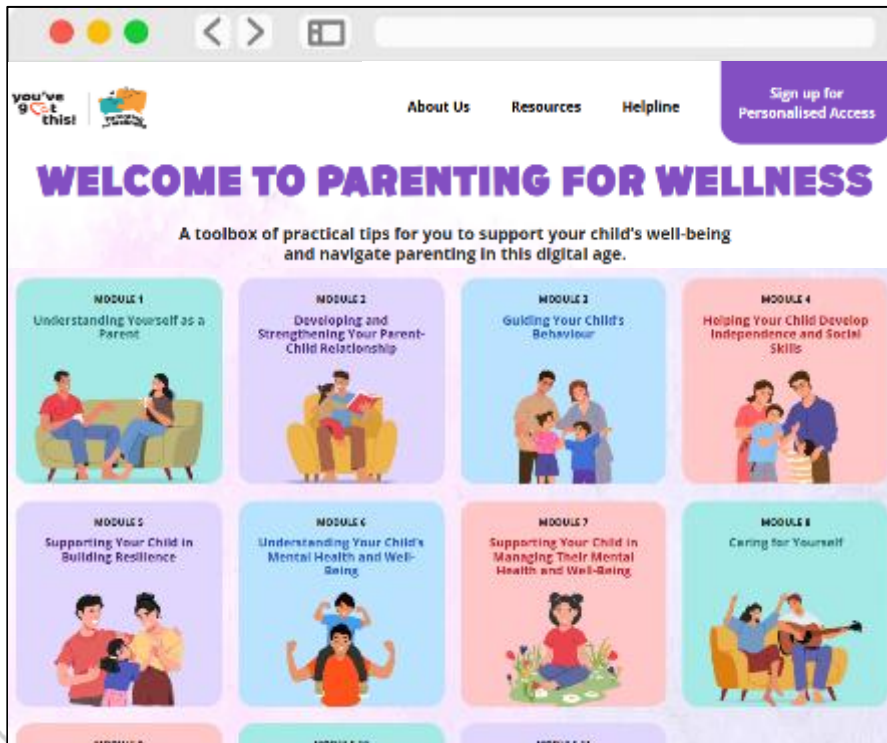 you've
g t
this!
About Us
Resources
Helpline
Sign up for
Personalised Access
WELCOME TO PARENTING FOR WELLNESS
A toolbox of practical tips for you to support your child's well-being
and navigate parenting in this digital age.
MODULE 1
Understanding Yourself as a
Parent
MODULE 2
Developing and
Strengthening Your Parent-
Child Relationship
MODULE 3
Guiding Your Child's
Behaviour
MODULE 4
Helping Your Child Develop
Independence and Social
Skills
MODULE 5
Supporting Your Child in
Building Resilience
MODULE 6
Understanding Your Child's
Mental Health and Well-
Being
MODULE 7
Supporting Your Child in
Managing Their Mental
Health and Well-Being
MODULE 8
Caring for Yourself